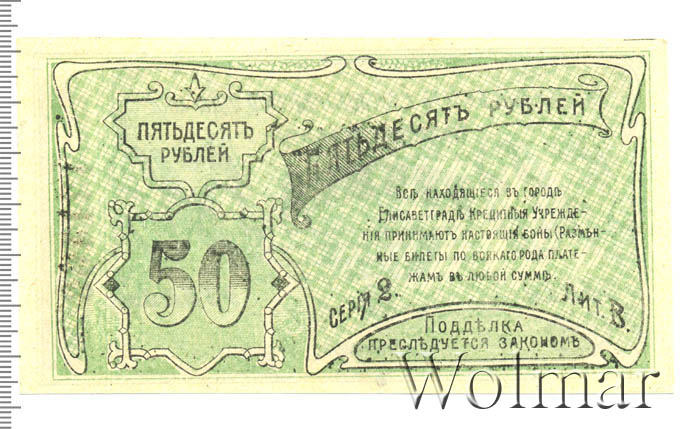 ПЯТЬДЕСЯТЪ
РУБЛЕЙ
ПЯТЬДЕСЯТЪ РУБЛЕЙ
50
Всѣ находящіеся въ городѣ
Елисаветградѣ Кредитныя Учрежде-
нія принимаютъ настоящія боны (Размѣн-
ные билеты по всякаго рода плате-
жамъ въ любой суммѣ.
Серія 2. Лит. В.
Поддѣлка
преслѣдуется закономъ
Wolmar